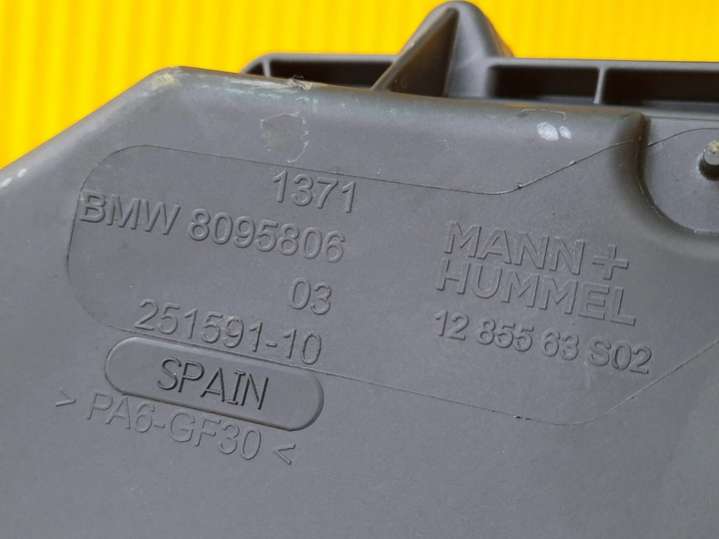 1371
BMW 8095806
03
251591-10
SPAIN
> PA6-GF30 <
MANN+
HUMMEL
12 855 63 S02